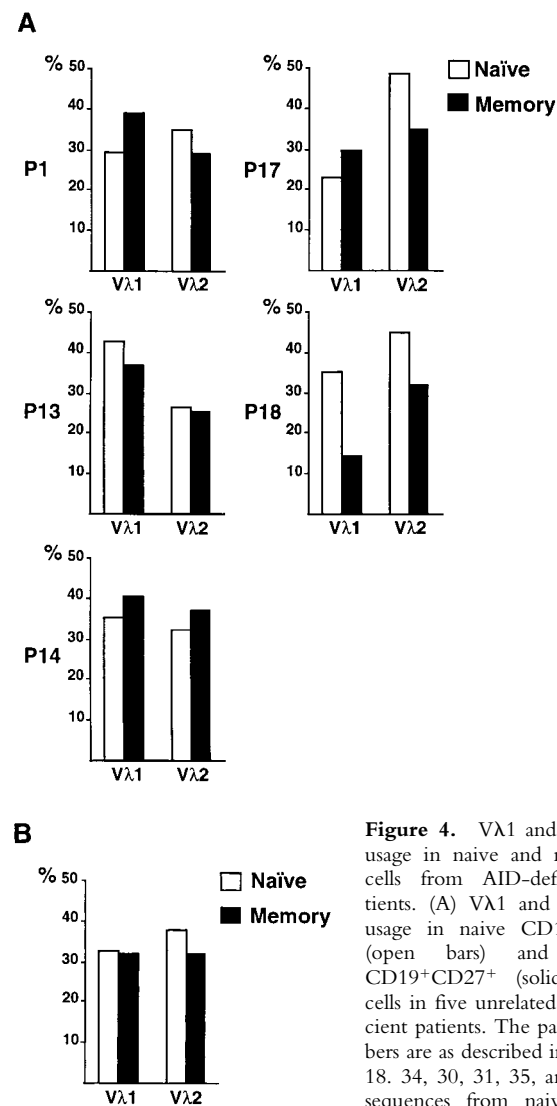 A
% 50
40
30
20
10
P1
Vλ1 Vλ2
% 50
40
30
20
10
P17
Vλ1 Vλ2
Naïve
Memory
% 50
40
30
20
10
P13
Vλ1 Vλ2
% 50
40
30
20
10
P18
Vλ1 Vλ2
% 50
40
30
20
10
P14
Vλ1 Vλ2
B
% 50
40
30
20
10
Vλ1 Vλ2
Naïve
Memory
Figure 4. Vλ1 and
usage in naive and
cells from AID-def
tients. (A) Vλ1 and
usage in naive CD1
(open bars) and
CD19+CD27+ (solid
cells in five unrelated
cient patients. The pa
bers are as described in
18. 34, 30, 31, 35, an
sequences from naiv